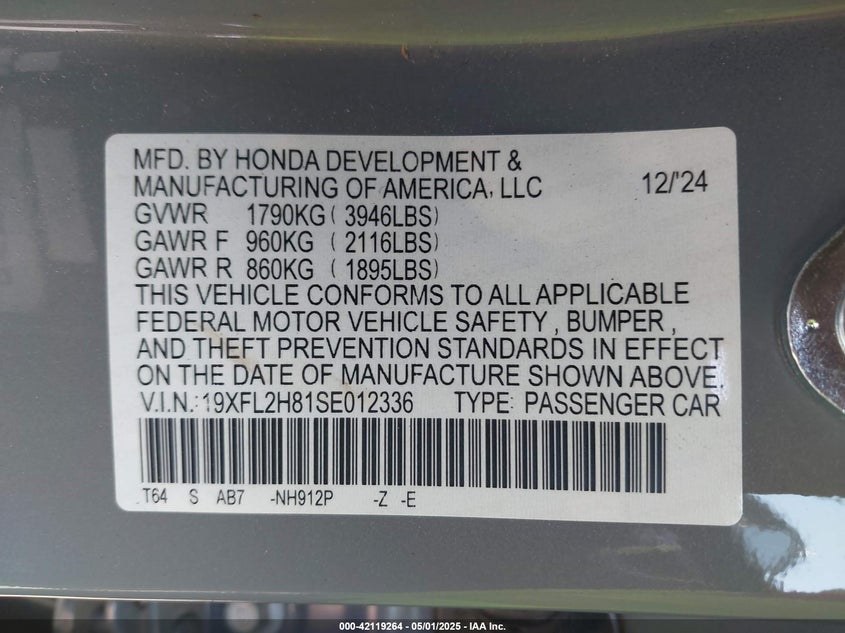 MFD. BY HONDA DEVELOPMENT &
MANUFACTURING OF AMERICA, LLC 12/'24
GVWR 1790KG ( 3946LBS)
GAWR F 960KG ( 2116LBS)
GAWR R 860KG ( 1895LBS)
THIS VEHICLE CONFORMS TO ALL APPLICABLE
FEDERAL MOTOR VEHICLE SAFETY , BUMPER ,
AND THEFT PREVENTION STANDARDS IN EFFECT
ON THE DATE OF MANUFACTURE SHOWN ABOVE.
V.I.N.: 19XFL2H81SE012336 TYPE: PASSENGER CAR
T64 S AB7 -NH912P -Z -E
000-42119264 - 05/01/2025 - IAA Inc.